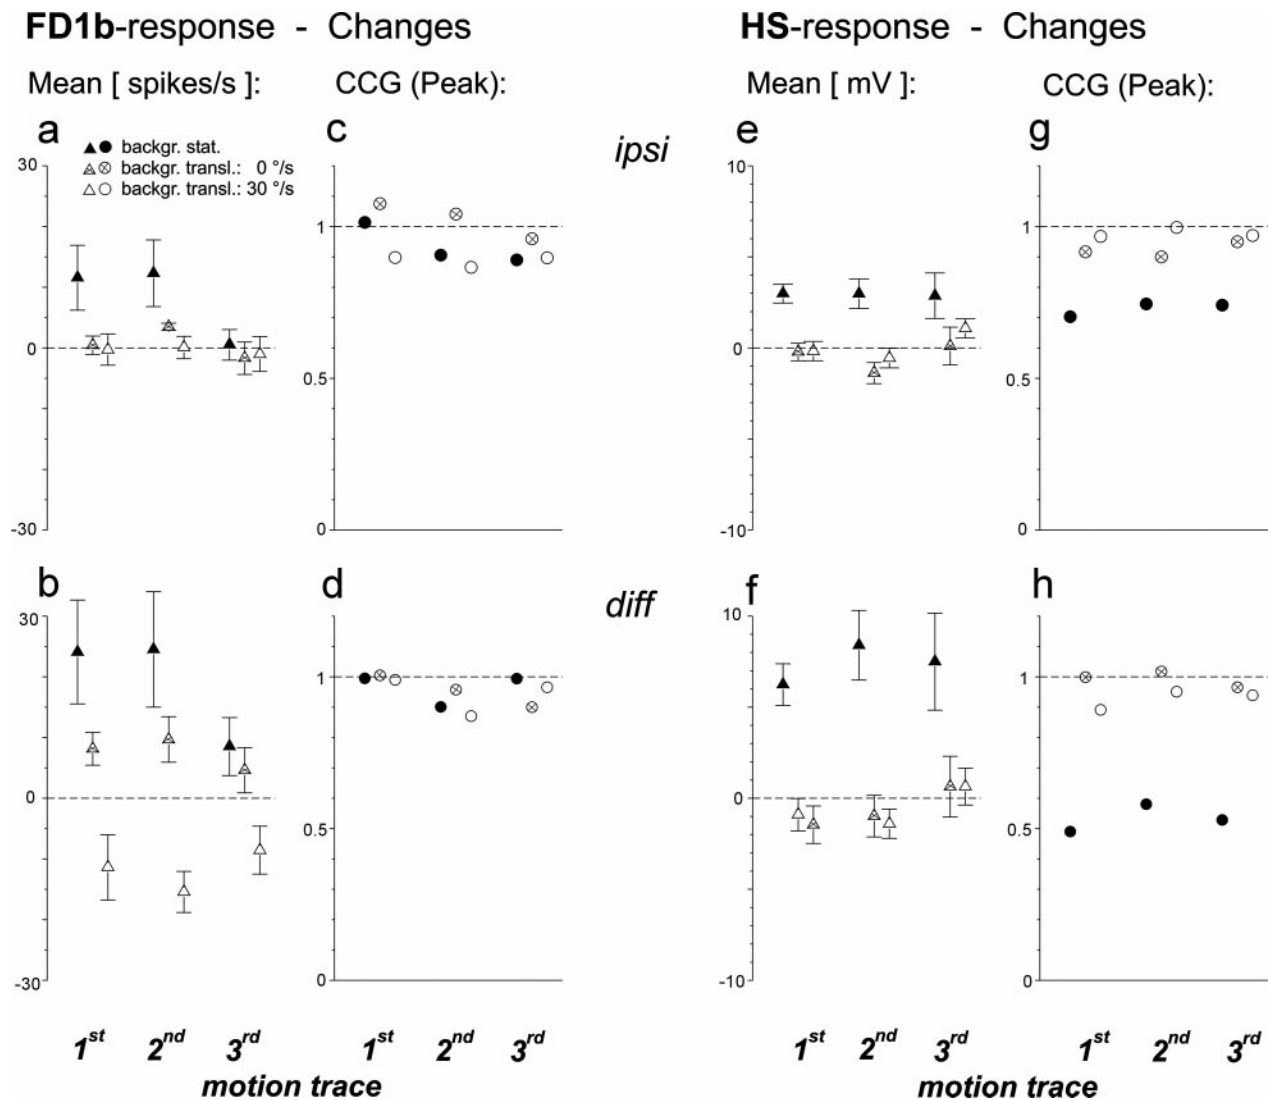 FD1b-response - Changes
HS-response - Changes
Mean [ spikes/s ]:
CCG (Peak):
Mean [ mV ]:
CCG (Peak):
a
c
ipsi
e
g
backgr. stat.
backgr. transl.: 0 °/s
backgr. transl.: 30 °/s
30
0
-30
1
0.5
0
10
0
-10
1
0.5
0
b
d
diff
f
h
30
0
-30
1
0.5
0
10
0
-10
1
0.5
0
1st 2nd 3rd
1st 2nd 3rd
1st 2nd 3rd
1st 2nd 3rd
motion trace
motion trace